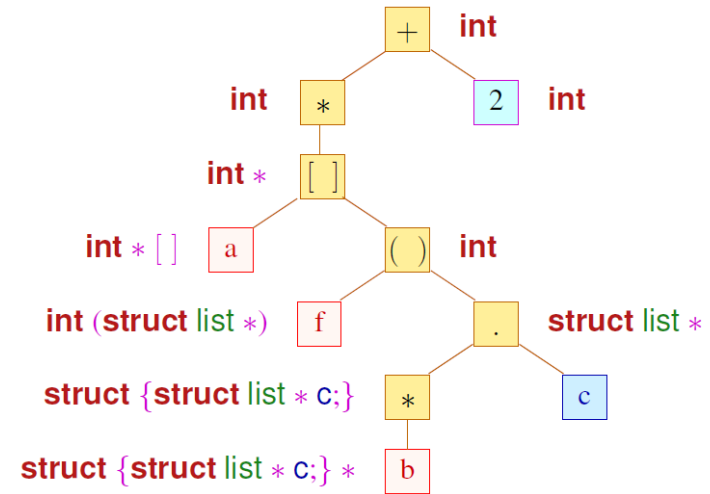 + int
int * 2 int
int * [ ]
int * [ ] a ( ) int
int (struct list *) f . struct list *
struct {struct list * c;} * c
struct {struct list * c;} * b